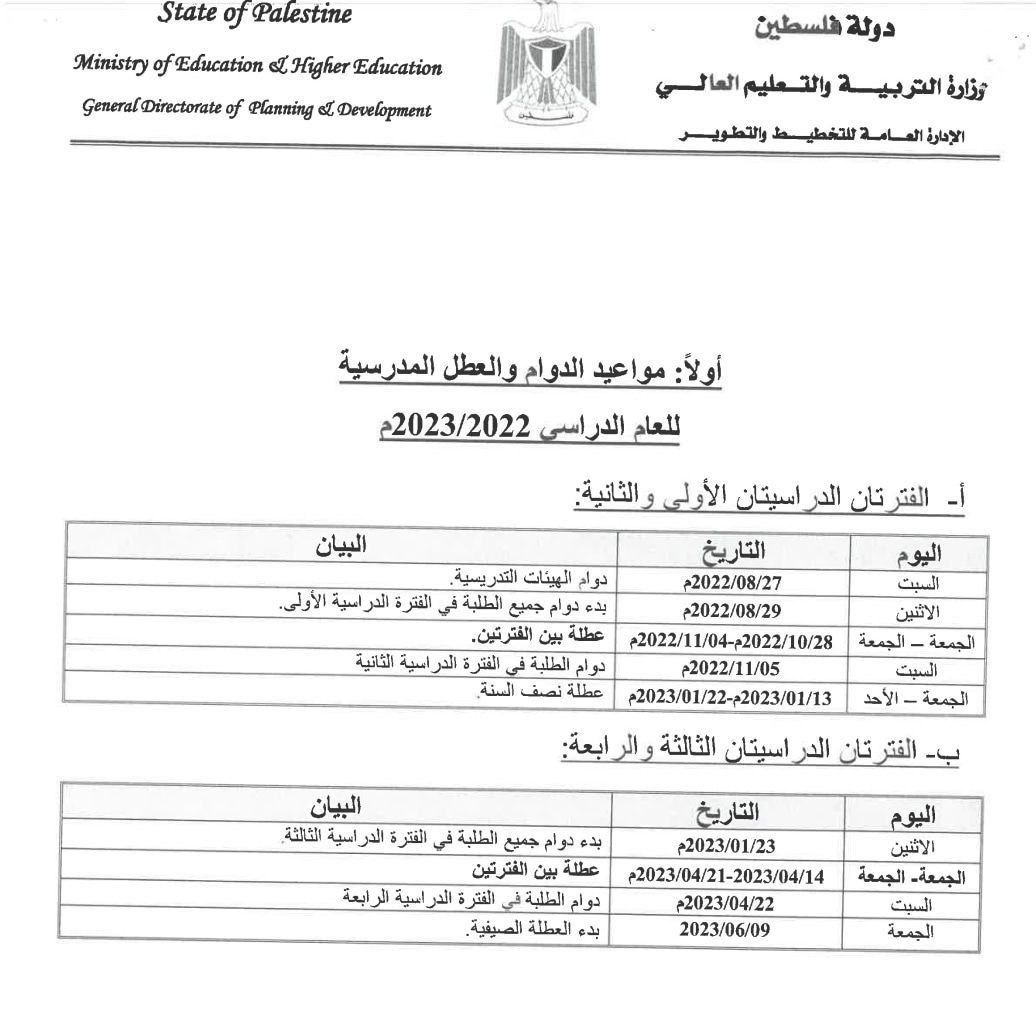 State of Palestine
Ministry of Education & Higher Education
General Directorate of Planning & Development
دولة فلسطين
وزارة التربيـــة والتـــعليم العالـــي
الإدارة العـــامـة للتخطيـــط والتطويـــر
فلسطين
أولاً: مواعيد الدوام والعطل المدرسية
للعام الدراسي 2023/2022م
أ- الفترتان الدراسيتان الأولى والثانية:
اليوم التاريخ البيان
السبت 2022/08/27م دوام الهيئات التدريسية.
الاثنين 2022/08/29م بدء دوام جميع الطلبة في الفترة الدراسية الأولى.
الجمعة – الجمعة 2022/10/28م-2022/11/04م عطلة بين الفترتين.
السبت 2022/11/05م دوام الطلبة في الفترة الدراسية الثانية
الجمعة – الأحد 2023/01/13م-2023/01/22م عطلة نصف السنة.
ب- الفترتان الدراسيتان الثالثة والرابعة:
اليوم التاريخ البيان
الاثنين 2023/01/23م بدء دوام جميع الطلبة في الفترة الدراسية الثالثة.
الجمعة- الجمعة 2023/04/14-2023/04/21م عطلة بين الفترتين
السبت 2023/04/22م دوام الطلبة في الفترة الدراسية الرابعة
الجمعة 2023/06/09 بدء العطلة الصيفية.